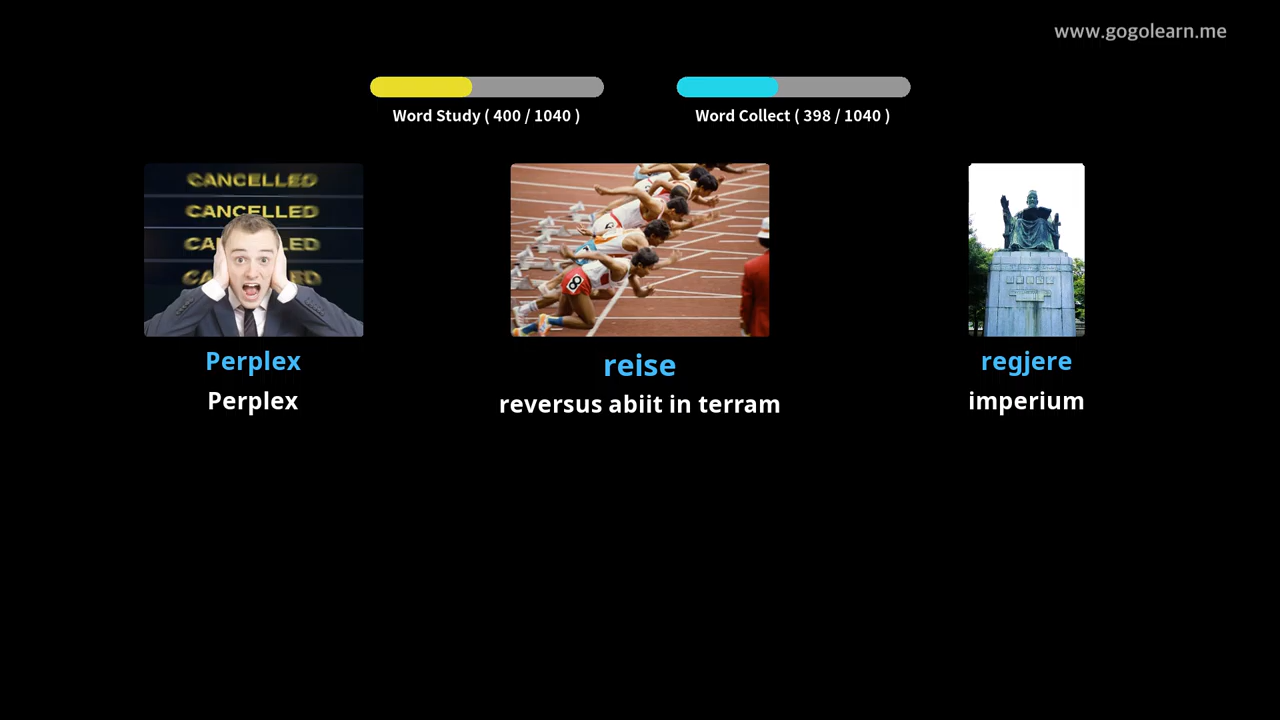 www.gogolearn.me
Word Study ( 400 / 1040 )
Word Collect ( 398 / 1040 )
CANCELLED
CANCELLED
Perplex
Perplex
reise
reversus abiit in terram
regjere
imperium